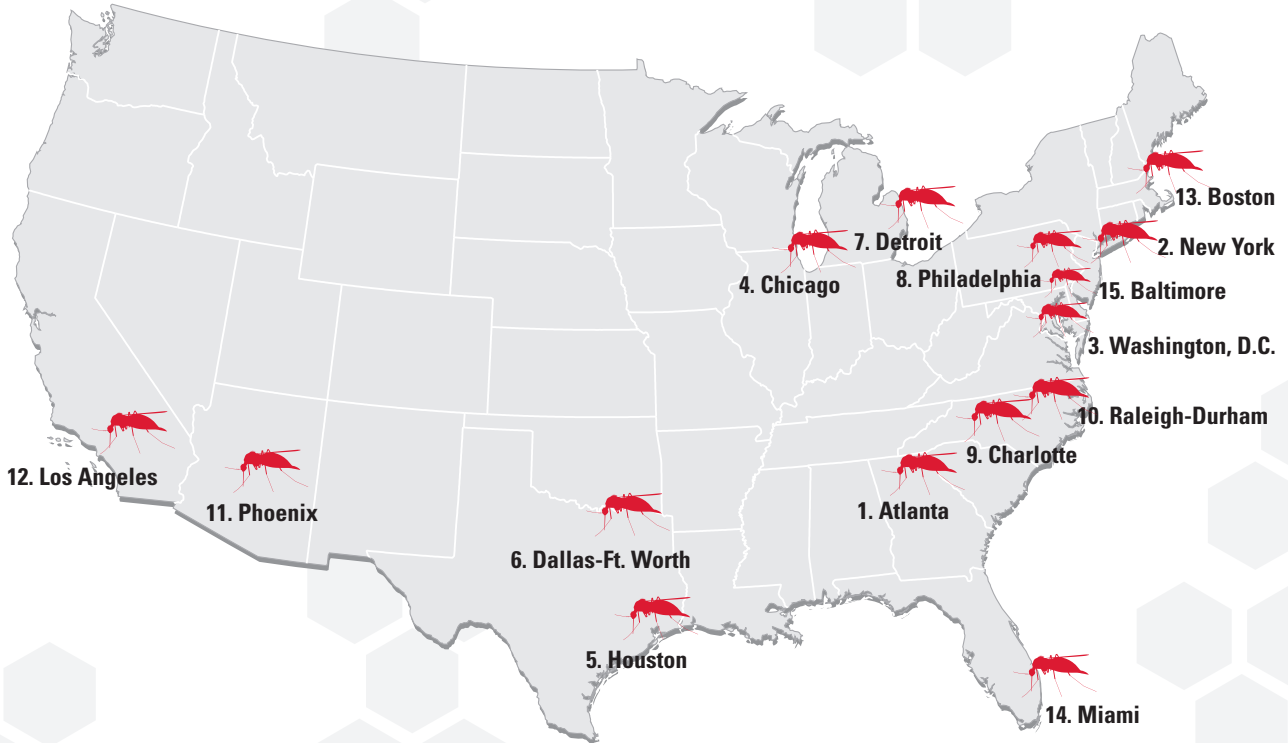 13. Boston
7. Detroit
2. New York
4. Chicago
8. Philadelphia
15. Baltimore
3. Washington, D.C.
10. Raleigh-Durham
9. Charlotte
12. Los Angeles
11. Phoenix
1. Atlanta
6. Dallas-Ft. Worth
5. Houston
14. Miami